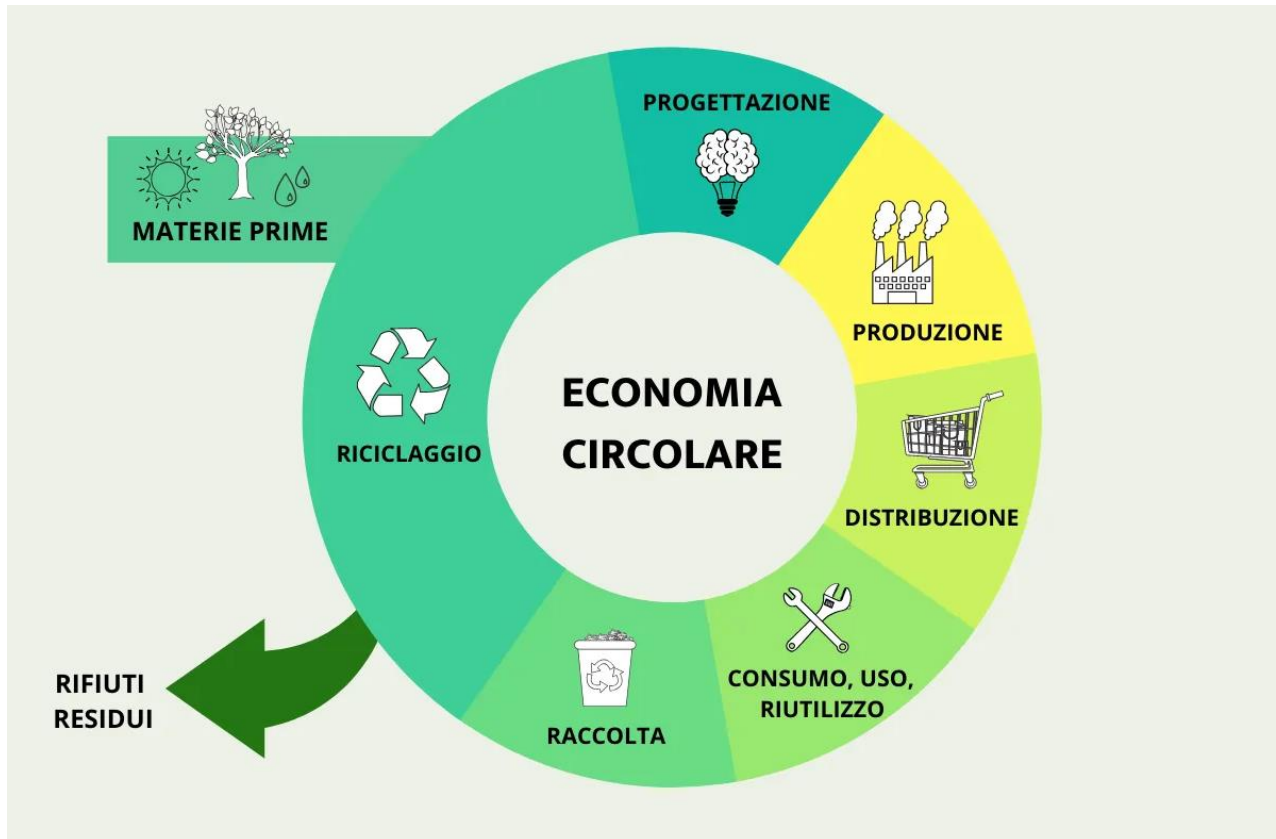 PROGETTAZIONE
MATERIE PRIME
PRODUZIONE
ECONOMIA
CIRCOLARE
RICICLAGGIO
DISTRIBUZIONE
CONSUMO, USO,
RIUTILIZZO
RACCOLTA
RIFIUTI
RESIDUI